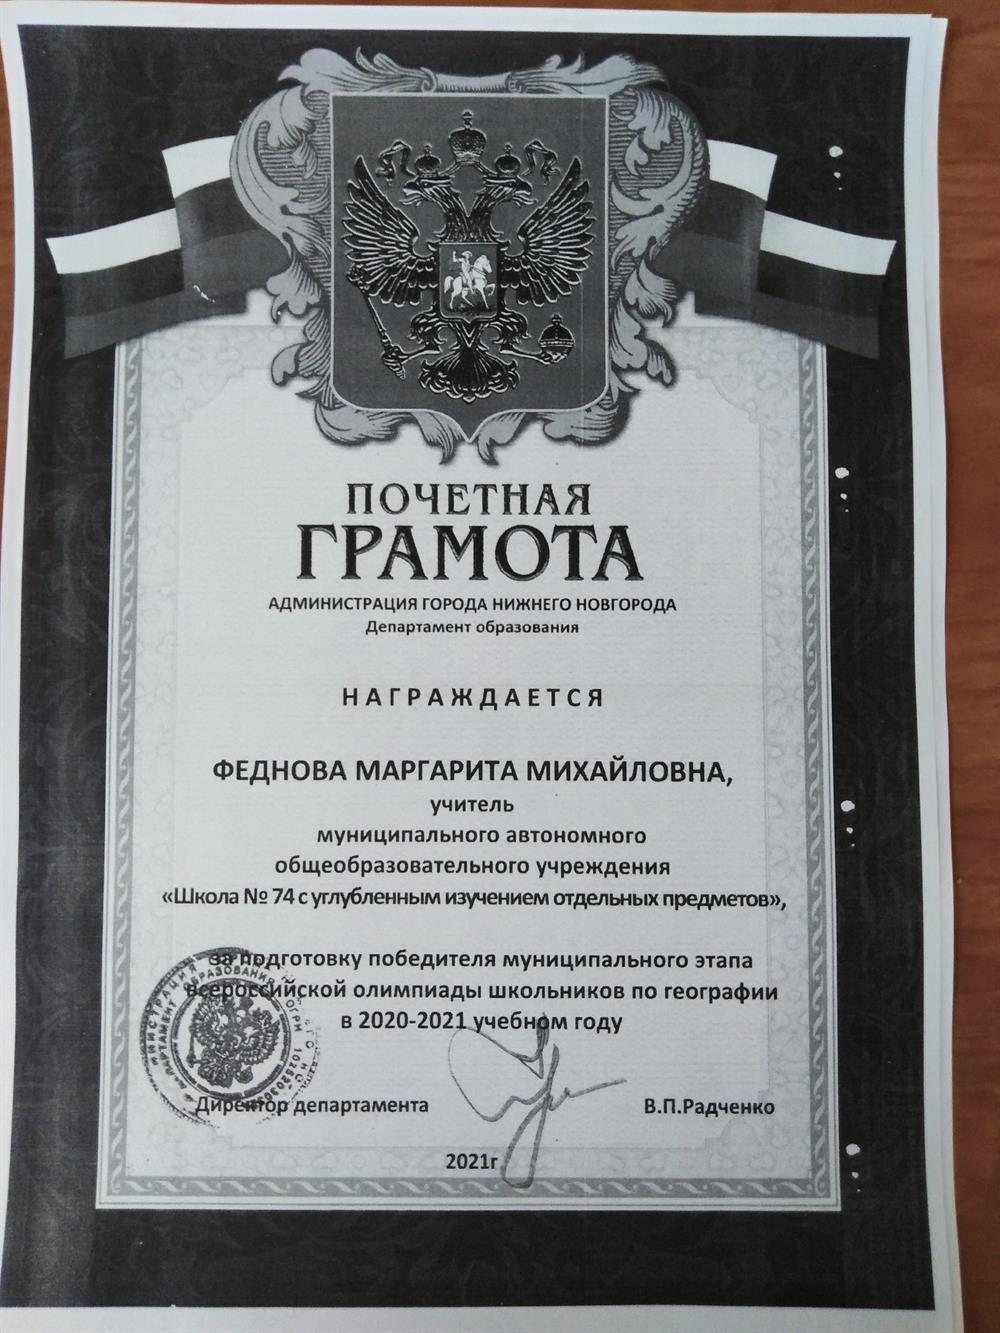 ПОЧЕТНАЯ
ГРАМОТА
АДМИНИСТРАЦИЯ ГОРОДА НИЖНЕГО НОВГОРОДА
Департамент образования
НАГРАЖДАЕТСЯ
ФЕДНОВА МАРГАРИТА МИХАЙЛОВНА,
учитель
муниципального автономного
общеобразовательного учреждения
«Школа № 74 с углубленным изучением отдельных предметов»,
за подготовку победителя муниципального этапа
всероссийской олимпиады школьников по географии
в 2020-2021 учебном году
Директор департамента В.П.Радченко
2021г